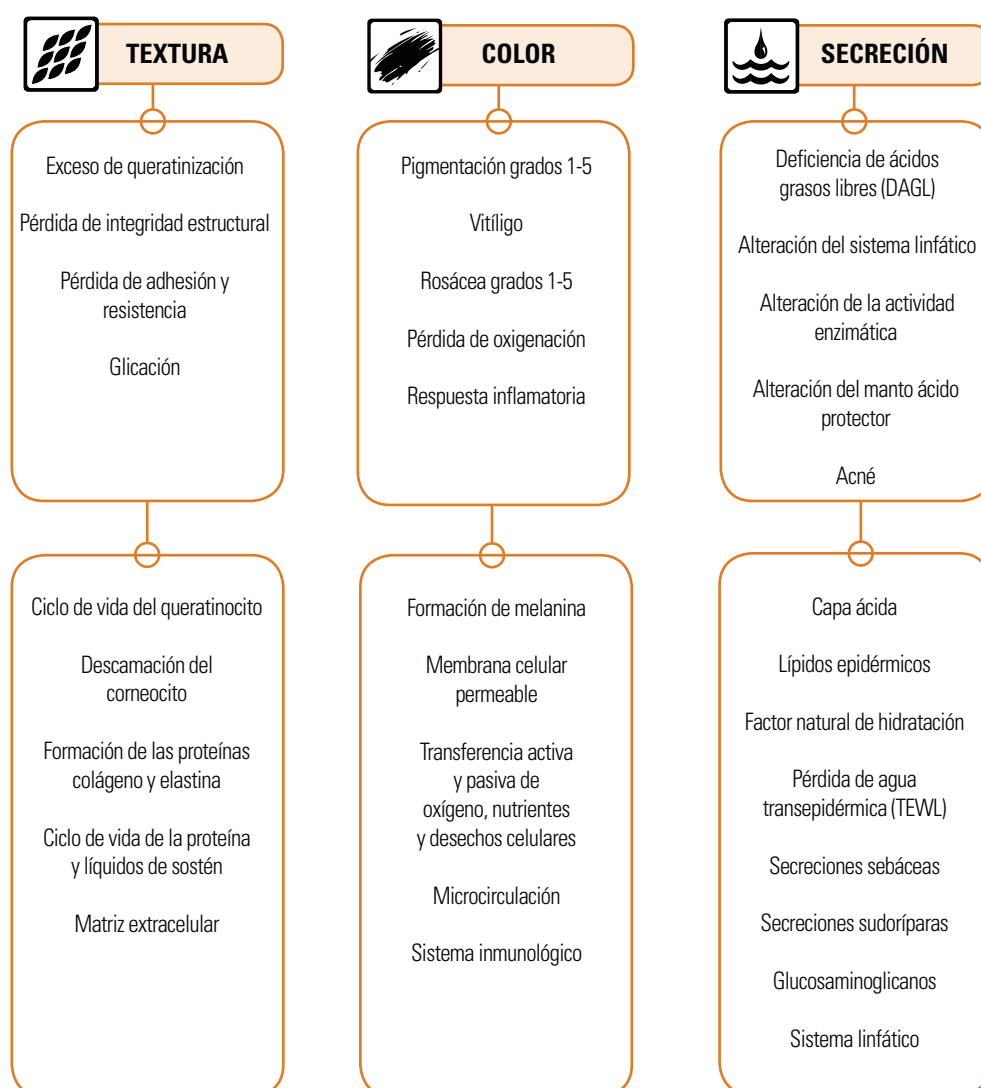 TEXTURA
Exceso de queratinización
Pérdida de integridad estructural
Pérdida de adhesión y
resistencia
Glicación
Ciclo de vida del queratinocito
Descamación del
corneocito
Formación de las proteínas
colágeno y elastina
Ciclo de vida de la proteína
y líquidos de sostén
Matriz extracelular
COLOR
Pigmentación grados 1-5
Vitíligo
Rosácea grados 1-5
Pérdida de oxigenación
Respuesta inflamatoria
Formación de melanina
Membrana celular
permeable
Transferencia activa
y pasiva de
oxígeno, nutrientes
y desechos celulares
Microcirculación
Sistema inmunológico
SECRECIÓN
Deficiencia de ácidos
grasos libres (DAGL)
Alteración del sistema linfático
Alteración de la actividad
enzimática
Alteración del manto ácido
protector
Acné
Capa ácida
Lípidos epidérmicos
Factor natural de hidratación
Pérdida de agua
transepidérmica (TEWL)
Secreciones sebáceas
Secreciones sudoríparas
Glucosaminoglicanos
Sistema linfático